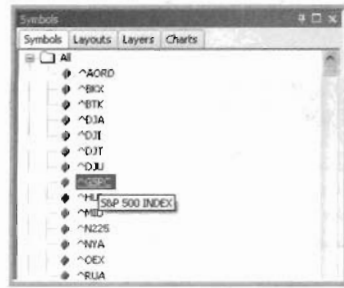 Symbols
Symbols Layouts Layers Charts
All
^AORD
^BKX
^BTK
^DJA
^DJI
^DJT
^DJU
^GSPC
S&P 500 INDEX
^MID
^N225
^NYA
^OEX
^RUA